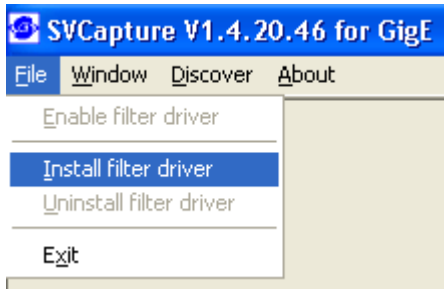 SVCapture V1.4.20.46 for GigE
File Window Discover About
Enable filter driver
Install filter driver
Uninstall filter driver
Exit